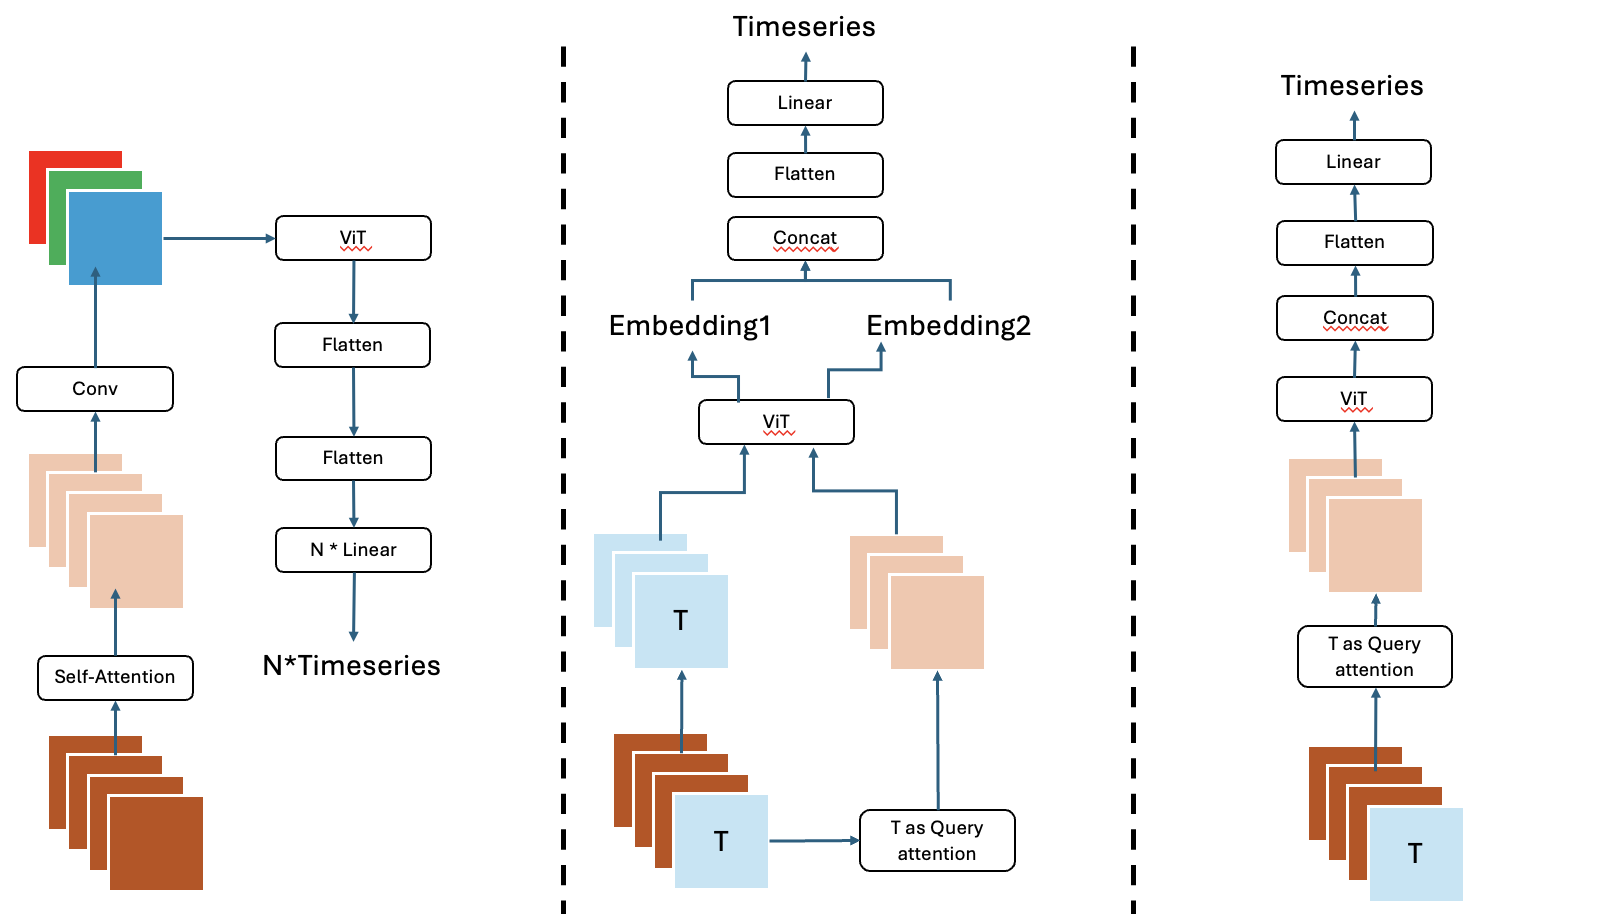 ViT
Flatten
Conv
Flatten
N * Linear
Self-Attention
N*Timeseries
Timeseries
Linear
Flatten
Concat
Embedding1
Embedding2
ViT
T
T
T as Query
attention
Timeseries
Linear
Flatten
Concat
ViT
T as Query
attention
T